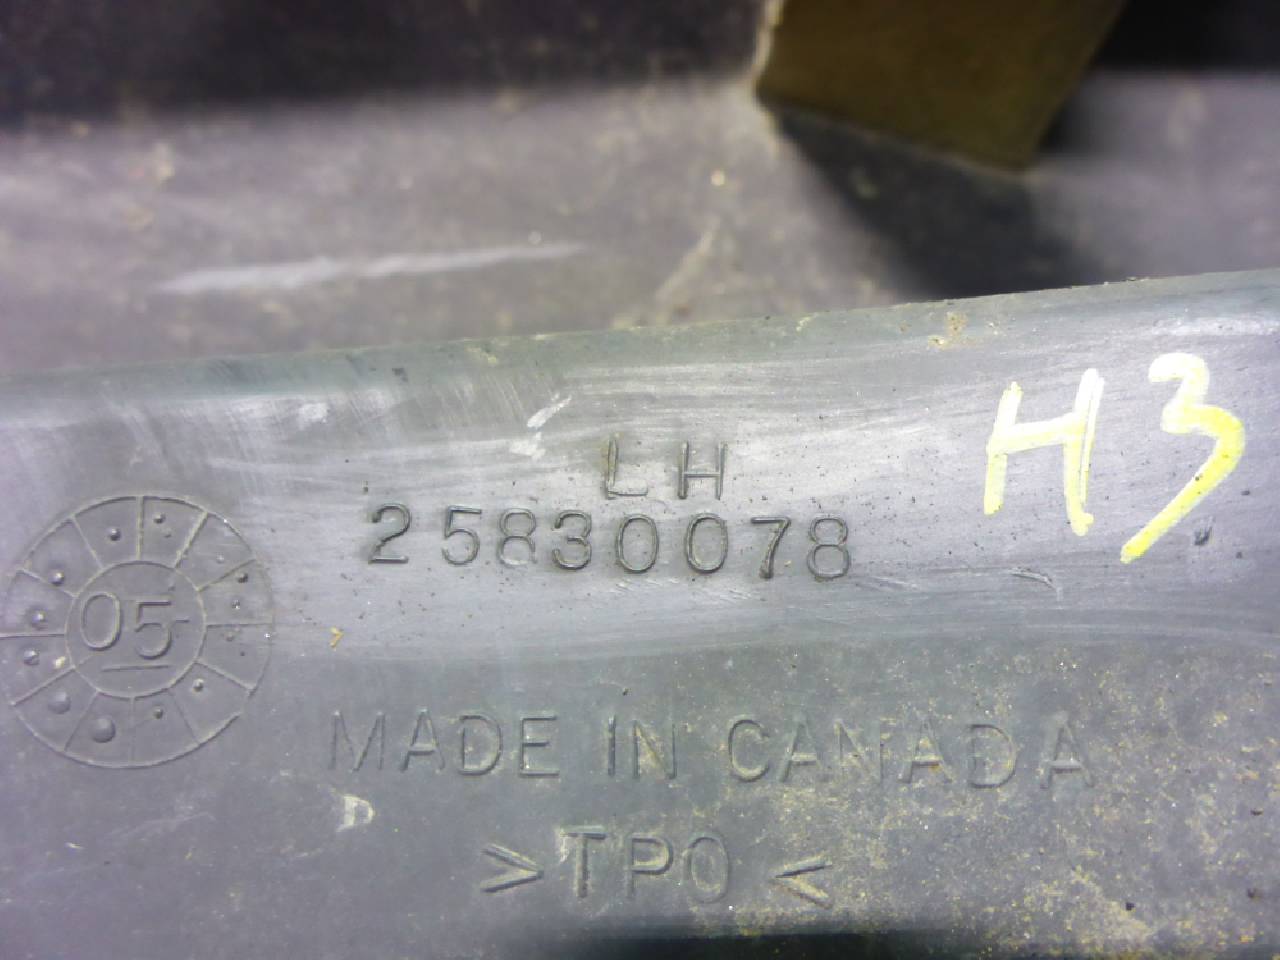 LH
25830078
H3
05
MADE IN CANADA
>TPO<